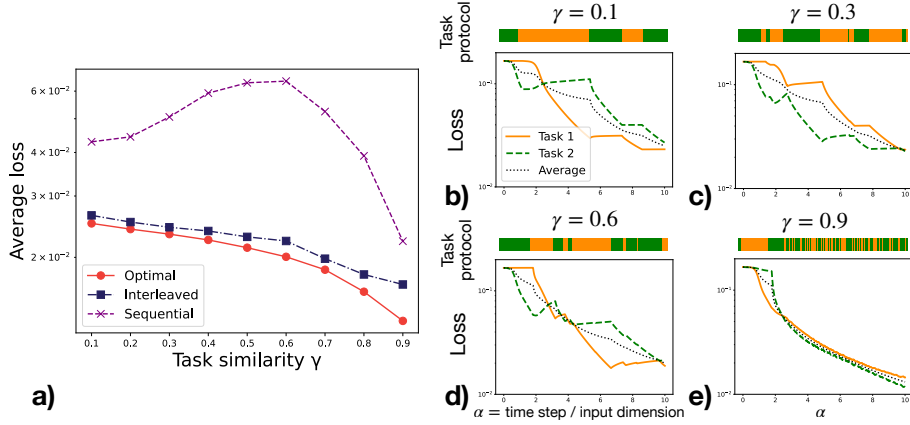 Average loss
6 × 10⁻²
4 × 10⁻²
3 × 10⁻²
2 × 10⁻²
Optimal
Interleaved
Sequential
0.1 0.2 0.3 0.4 0.5 0.6 0.7 0.8 0.9
Task similarity γ
a)
Task protocol
γ = 0.1
Loss
10⁻¹
10⁻²
Task 1
Task 2
Average
0 2 4 6 8 10
b)
γ = 0.3
10⁻¹
10⁻²
0 2 4 6 8 10
c)
Task protocol
γ = 0.6
Loss
10⁻¹
10⁻²
0 2 4 6 8 10
d)
α = time step / input dimension
γ = 0.9
10⁻¹
10⁻²
0 2 4 6 8 10
e)
α